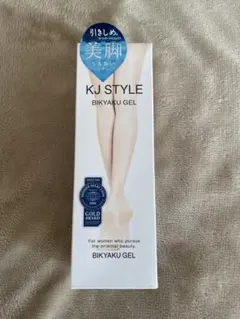 引きしめ。
美脚
KJ STYLE
BIKYAKU GEL
GOLD
AWARD
For women who pursue
the original beauty.
BIKYAKU GEL